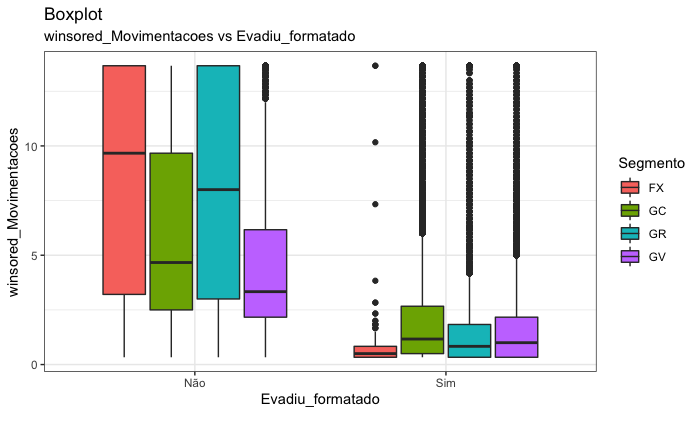 Boxplot
winsored_Movimentacoes vs Evadiu_formatado
winsored_Movimentacoes
10
5
0
Não
Sim
Evadiu_formatado
Segmento
FX
GC
GR
GV